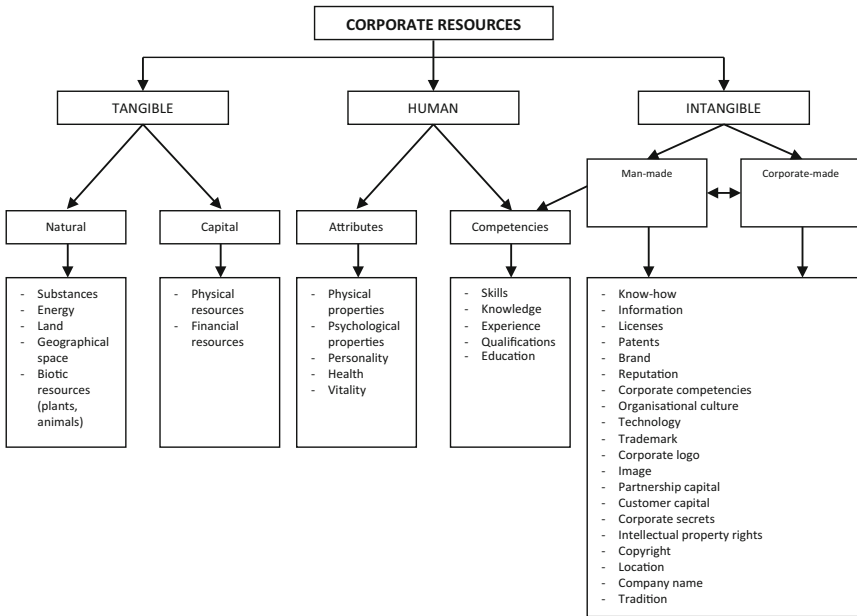 CORPORATE RESOURCES
TANGIBLE
HUMAN
INTANGIBLE
Man-made
Corporate-made
Natural
Capital
Attributes
Competencies
- Substances
- Energy
- Land
- Geographical
space
- Biotic
resources
(plants,
animals)
- Physical
resources
- Financial
resources
- Physical
properties
- Psychological
properties
- Personality
- Health
- Vitality
- Skills
- Knowledge
- Experience
- Qualifications
- Education
- Know-how
- Information
- Licenses
- Patents
- Brand
- Reputation
- Corporate competencies
- Organisational culture
- Technology
- Trademark
- Corporate logo
- Image
- Partnership capital
- Customer capital
- Corporate secrets
- Intellectual property rights
- Copyright
- Location
- Company name
- Tradition